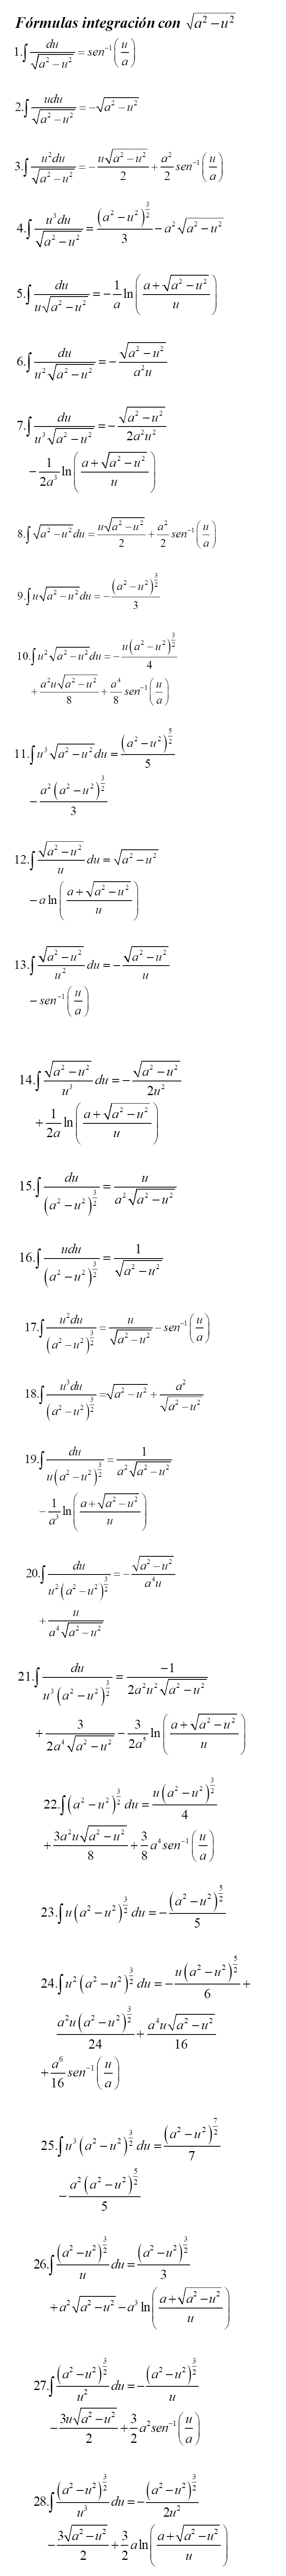 Fórmulas integración con √(a² − u²)
1.∫ du / √(a² − u²) = sen⁻¹(u/a)
2.∫ udu / √(a² − u²) = −√(a² − u²)
3.∫ u²du / √(a² − u²) = − u√(a² − u²) / 2 + a²/2 sen⁻¹(u/a)
4.∫ u³du / √(a² − u²) = (a² − u²)^(3/2) / 3 − a²√(a² − u²)
5.∫ du / u√(a² − u²) = − 1/a ln( (a + √(a² − u²)) / u )
6.∫ du / u²√(a² − u²) = − √(a² − u²) / a²u
7.∫ du / u³√(a² − u²) = − √(a² − u²) / 2a²u²
− 1/2a³ ln( (a + √(a² − u²)) / u )
8.∫ √(a² − u²) du = u√(a² − u²) / 2 + a²/2 sen⁻¹(u/a)
9.∫ u√(a² − u²) du = − (a² − u²)^(3/2) / 3
10.∫ u²√(a² − u²) du = − u(a² − u²)^(3/2) / 4
+ a²u√(a² − u²) / 8 + a⁴/8 sen⁻¹(u/a)
11.∫ u³√(a² − u²) du = (a² − u²)^(5/2) / 5
− a²(a² − u²)^(3/2) / 3
12.∫ √(a² − u²) / u du = √(a² − u²)
− a ln( (a + √(a² − u²)) / u )
13.∫ √(a² − u²) / u² du = − √(a² − u²) / u
− sen⁻¹(u/a)
14.∫ √(a² − u²) / u³ du = − √(a² − u²) / 2u²
+ 1/2a ln( (a + √(a² − u²)) / u )
15.∫ du / (a² − u²)^(3/2) = u / a²√(a² − u²)
16.∫ udu / (a² − u²)^(3/2) = 1 / √(a² − u²)
17.∫ u²du / (a² − u²)^(3/2) = u / √(a² − u²) − sen⁻¹(u/a)
18.∫ u³du / (a² − u²)^(3/2) = √(a² − u²) + a² / √(a² − u²)
19.∫ du / u(a² − u²)^(3/2) = 1 / a²√(a² − u²)
− 1/a³ ln( (a + √(a² − u²)) / u )
20.∫ du / u²(a² − u²)^(3/2) = − √(a² − u²) / a⁴u
+ u / a⁴√(a² − u²)
21.∫ du / u³(a² − u²)^(3/2) = −1 / 2a²u²√(a² − u²)
+ 3 / 2a⁴√(a² − u²) − 3/2a⁵ ln( (a + √(a² − u²)) / u )
22.∫ (a² − u²)^(3/2) du = u(a² − u²)^(3/2) / 4
+ 3a²u√(a² − u²) / 8 + 3/8 a⁴sen⁻¹(u/a)
23.∫ u(a² − u²)^(3/2) du = − (a² − u²)^(5/2) / 5
24.∫ u²(a² − u²)^(3/2) du = − u(a² − u²)^(5/2) / 6 +
a²u(a² − u²)^(3/2) / 24 + a⁴u√(a² − u²) / 16
+ a⁶/16 sen⁻¹(u/a)
25.∫ u³(a² − u²)^(3/2) du = (a² − u²)^(7/2) / 7
− a²(a² − u²)^(5/2) / 5
26.∫ (a² − u²)^(3/2) / u du = (a² − u²)^(3/2) / 3
+ a²√(a² − u²) − a³ ln( (a + √(a² − u²)) / u )
27.∫ (a² − u²)^(3/2) / u² du = − (a² − u²)^(3/2) / u
− 3u√(a² − u²) / 2 + 3/2 a²sen⁻¹(u/a)
28.∫ (a² − u²)^(3/2) / u³ du = − (a² − u²)^(3/2) / 2u²
− 3√(a² − u²) / 2 + 3/2 a ln( (a + √(a² − u²)) / u )